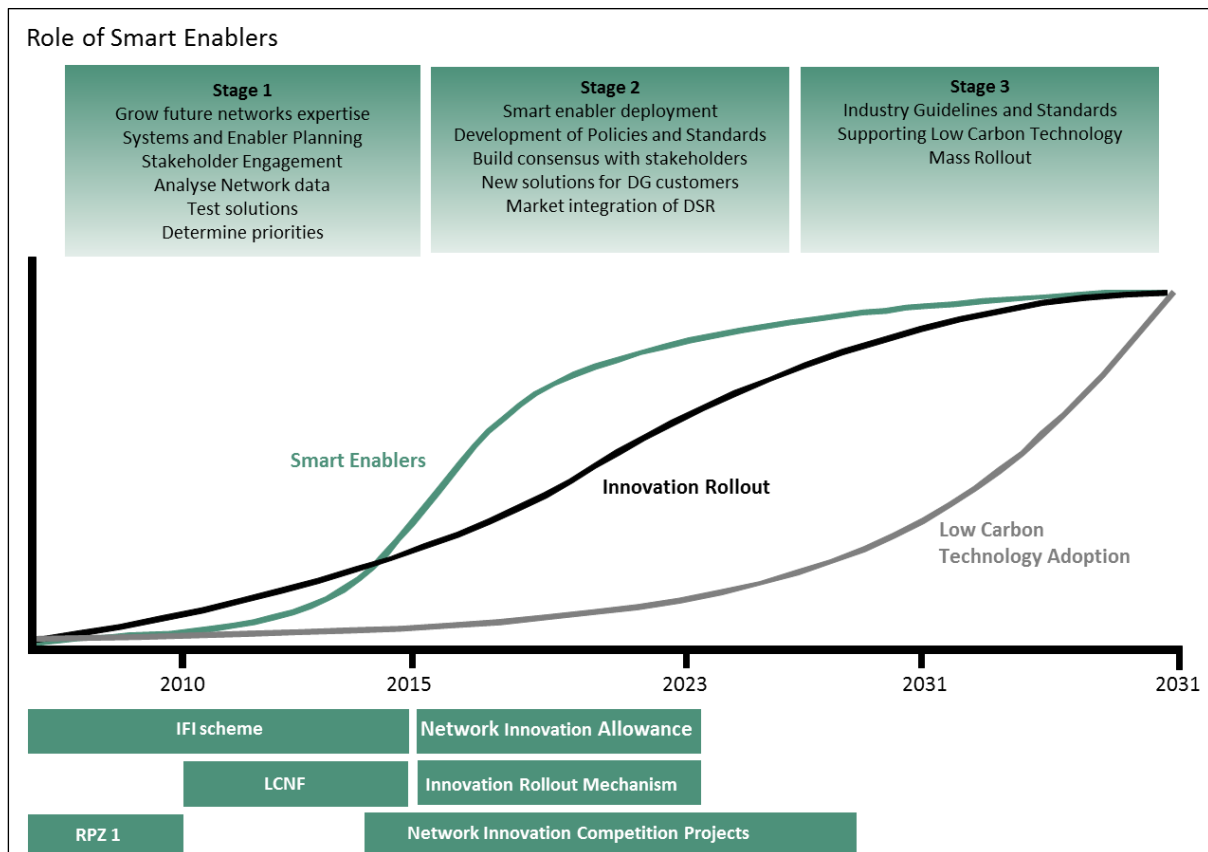 Role of Smart Enablers
Stage 1
Grow future networks expertise
Systems and Enabler Planning
Stakeholder Engagement
Analyse Network data
Test solutions
Determine priorities
Stage 2
Smart enabler deployment
Development of Policies and Standards
Build consensus with stakeholders
New solutions for DG customers
Market integration of DSR
Stage 3
Industry Guidelines and Standards
Supporting Low Carbon Technology
Mass Rollout
Smart Enablers
Innovation Rollout
Low Carbon
Technology Adoption
2010
2015
2023
2031
2031
IFI scheme
Network Innovation Allowance
LCNF
Innovation Rollout Mechanism
RPZ 1
Network Innovation Competition Projects